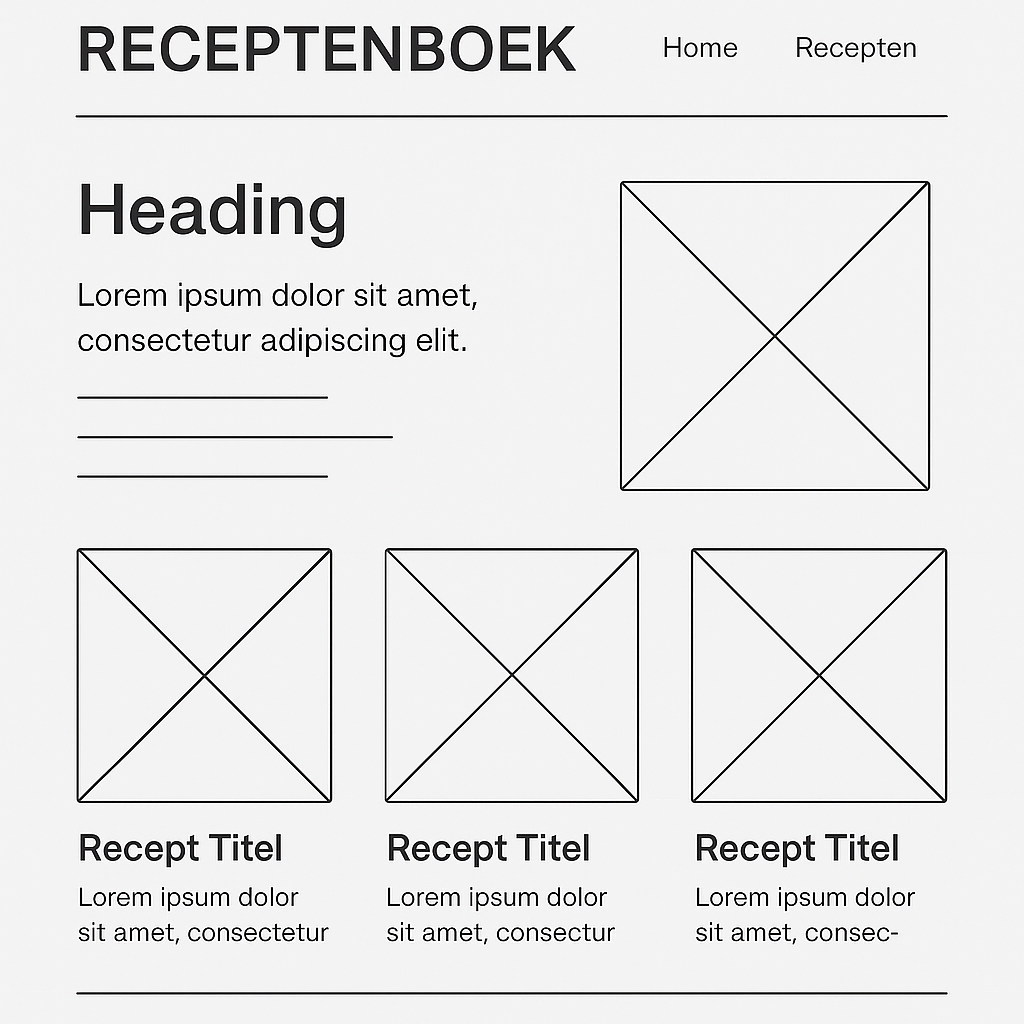 RECEPTENBOEK
Home
Recepten
Heading
Lorem ipsum dolor sit amet,
consectetur adipiscing elit.
Recept Titel
Lorem ipsum dolor
sit amet, consectetur
Recept Titel
Lorem ipsum dolor
sit amet, consectur
Recept Titel
Lorem ipsum dolor
sit amet, consec-